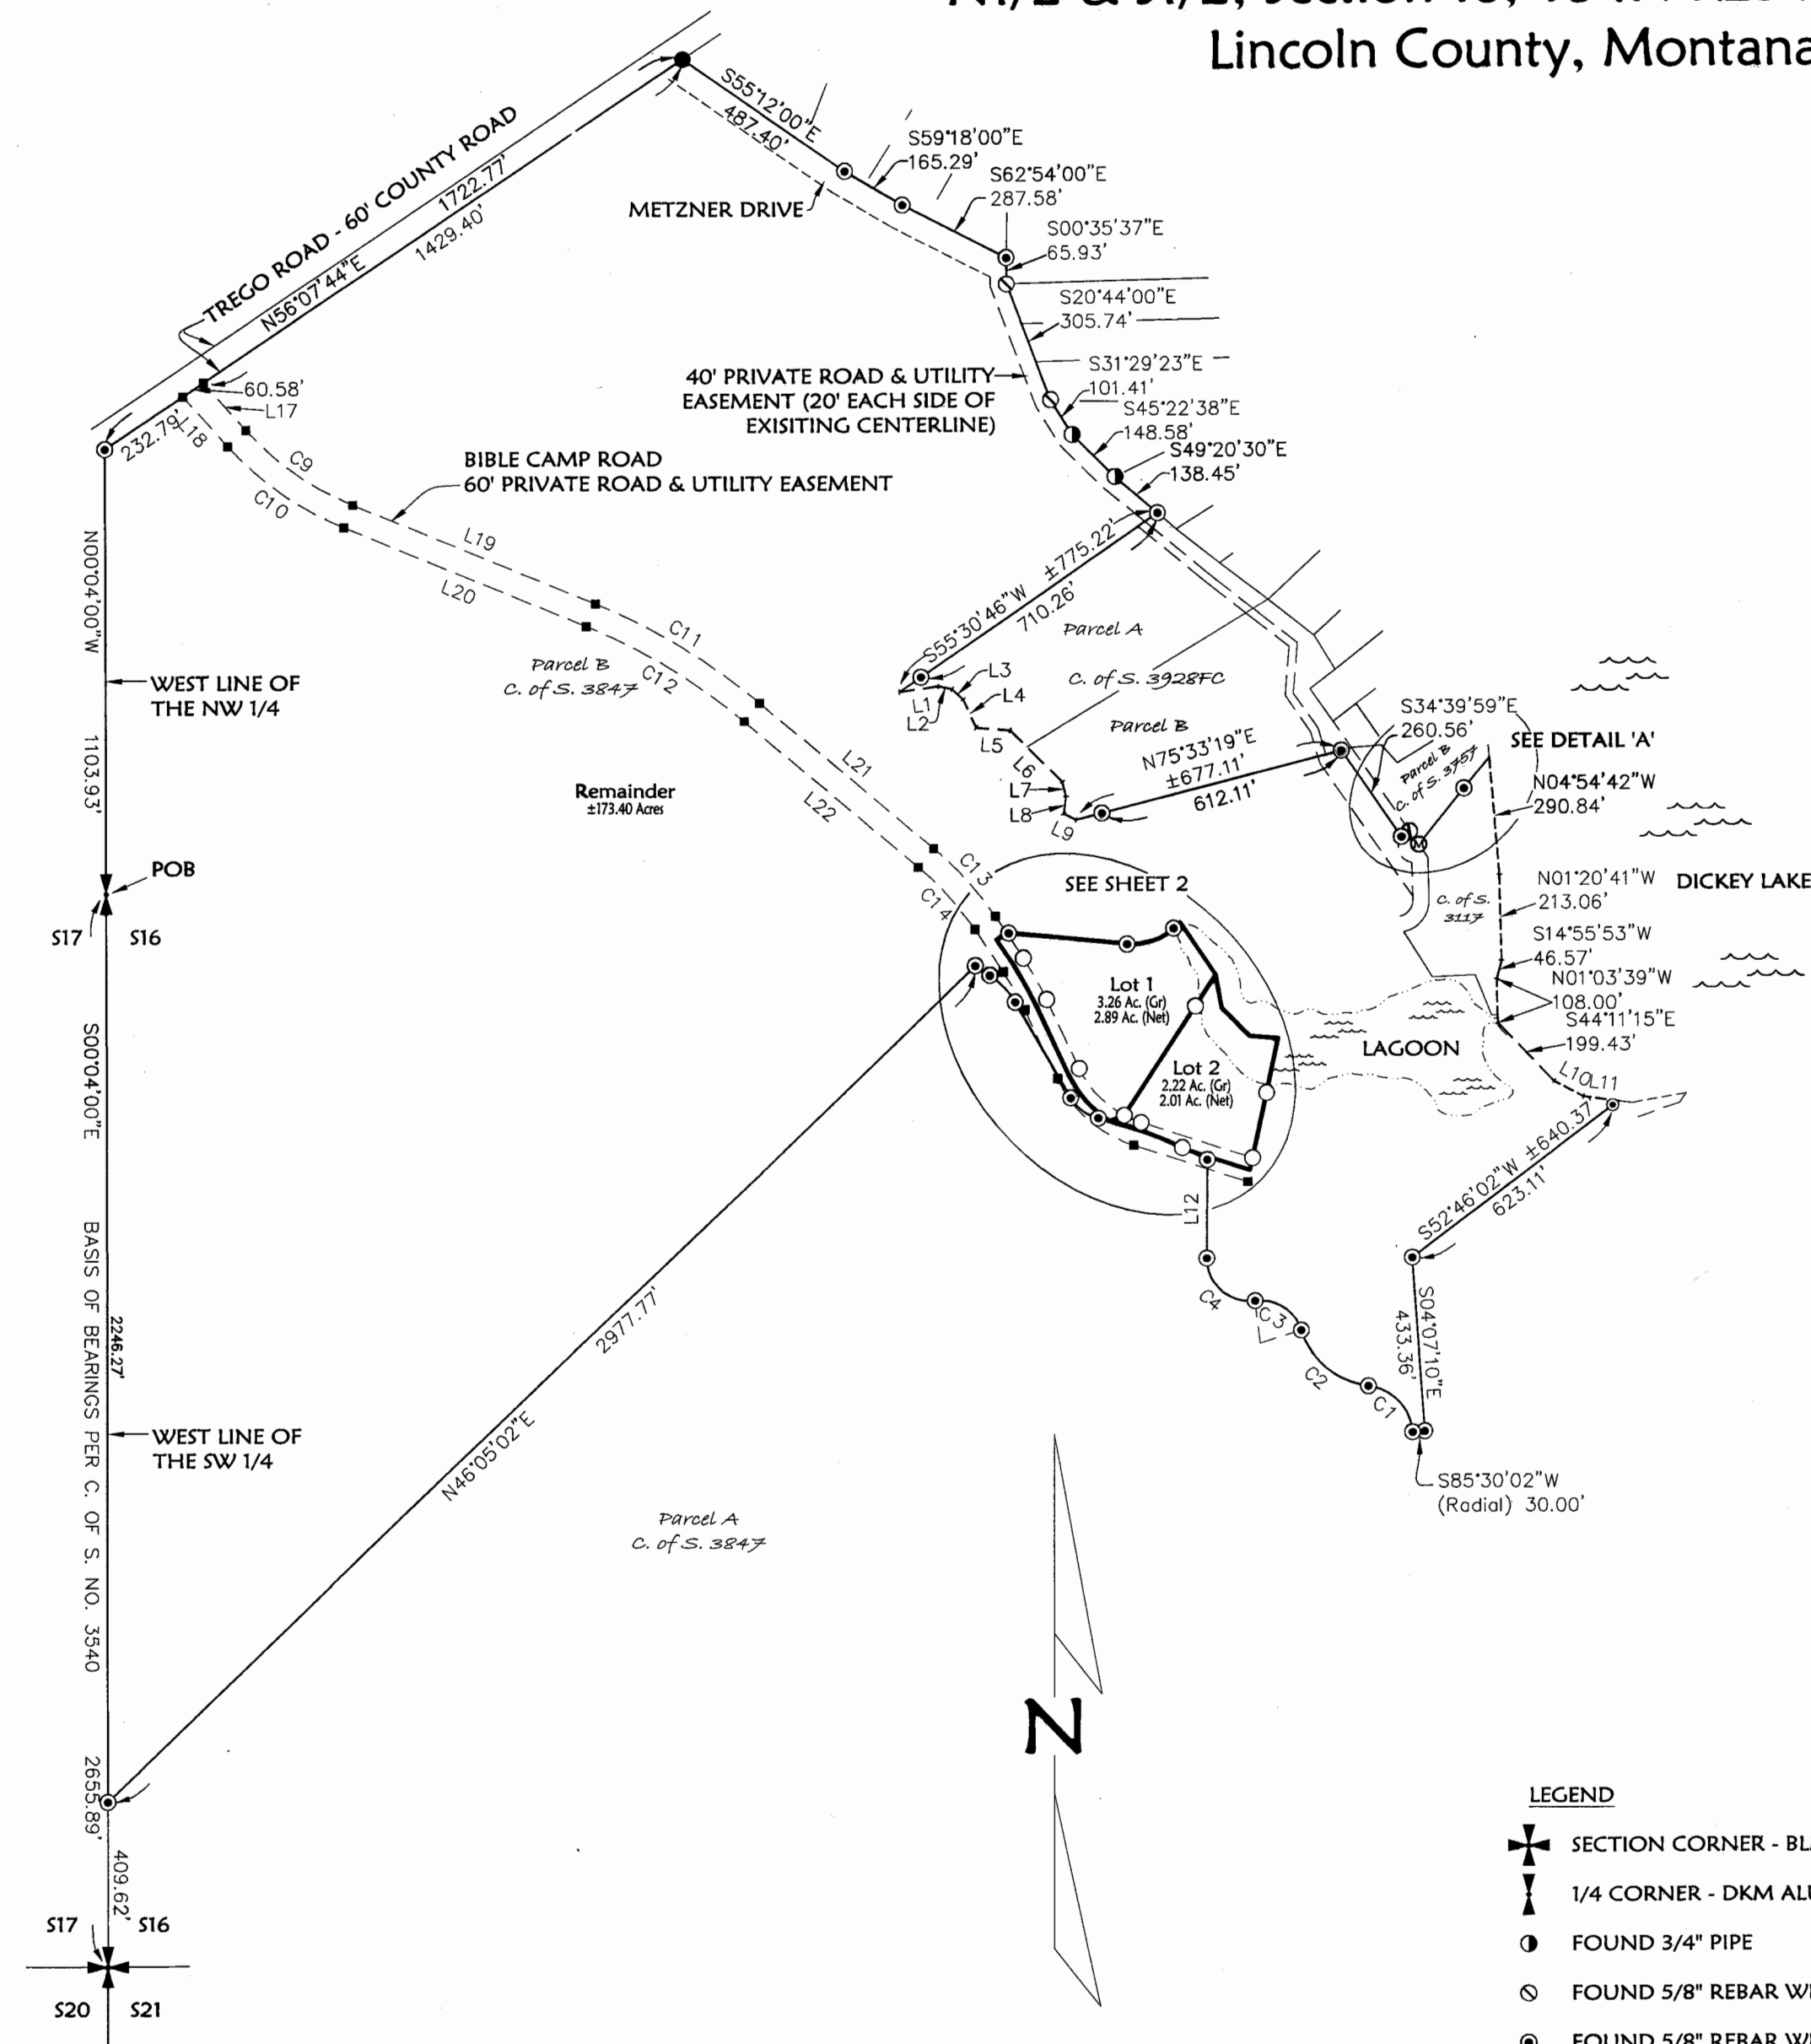 Lincoln County, Montana
S55°12'00"E
487.40'
S59°18'00"E
165.29'
S62°54'00"E
287.58'
S00°35'37"E
65.93'
S20°44'00"E
305.74'
S31°29'23"E
101.41'
S45°22'38"E
148.58'
S49°20'30"E
138.45'
TREGO ROAD - 60' COUNTY ROAD
1722.77'
N56°07'44"E
1429.40'
METZNER DRIVE
60.58'
L17
L18
232.79'
40' PRIVATE ROAD & UTILITY
EASEMENT (20' EACH SIDE OF
EXISITING CENTERLINE)
BIBLE CAMP ROAD
60' PRIVATE ROAD & UTILITY EASEMENT
C9
C10
L19
L20
C11
C12
L21
L22
C13
C14
N00°04'00"W
1103.93'
WEST LINE OF
THE NW 1/4
Parcel B
C. of S. 3847
Remainder
±173.40 Acres
S55°30'46"W ±775.22'
710.26'
Parcel A
C. of S. 3928FC
Parcel B
L1
L2
L3
L4
L5
L6
L7
L8
L9
N75°33'19"E
±677.11'
612.11'
S34°39'59"E
260.56'
SEE DETAIL 'A'
Parcel B
C. of S. 3757
M
N04°54'42"W
290.84'
N01°20'41"W
213.06'
DICKEY LAKE
C. of S.
3117
S14°55'53"W
46.57'
N01°03'39"W
108.00'
S44°11'15"E
199.43'
L10
L11
LAGOON
POB
S17
S16
SEE SHEET 2
Lot 1
3.26 Ac. (Gr)
2.89 Ac. (Net)
Lot 2
2.22 Ac. (Gr)
2.01 Ac. (Net)
L12
S52°46'02"W ±640.37'
623.11'
S04°07'10"E
433.36'
C4
C3
C2
C1
S85°30'02"W
(Radial) 30.00'
S00°04'00"E
BASIS OF BEARINGS PER C. OF S. NO. 3540
2246.27'
2655.89'
409.62'
WEST LINE OF
THE SW 1/4
2977.77'
N46°05'02"E
Parcel A
C. of S. 3847
N
S17
S16
S20
S21
LEGEND
SECTION CORNER -
1/4 CORNER - DKM
FOUND 3/4" PIPE
FOUND 5/8" REBAR
FOUND 5/8" REBAR